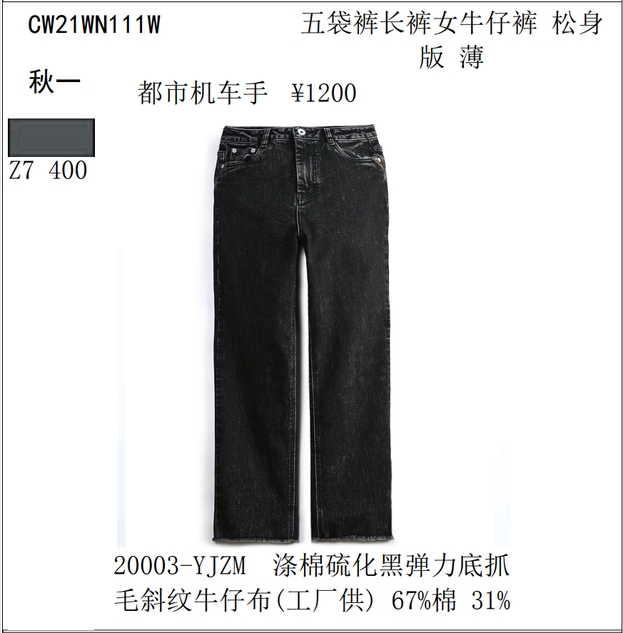 CW21WN111W
五袋裤长裤女牛仔裤 松身
版 薄
秋一
都市机车手 ¥1200
Z7 400
20003-YJZM 涤棉硫化黑弹力底抓
毛斜纹牛仔布(工厂供) 67%棉 31%